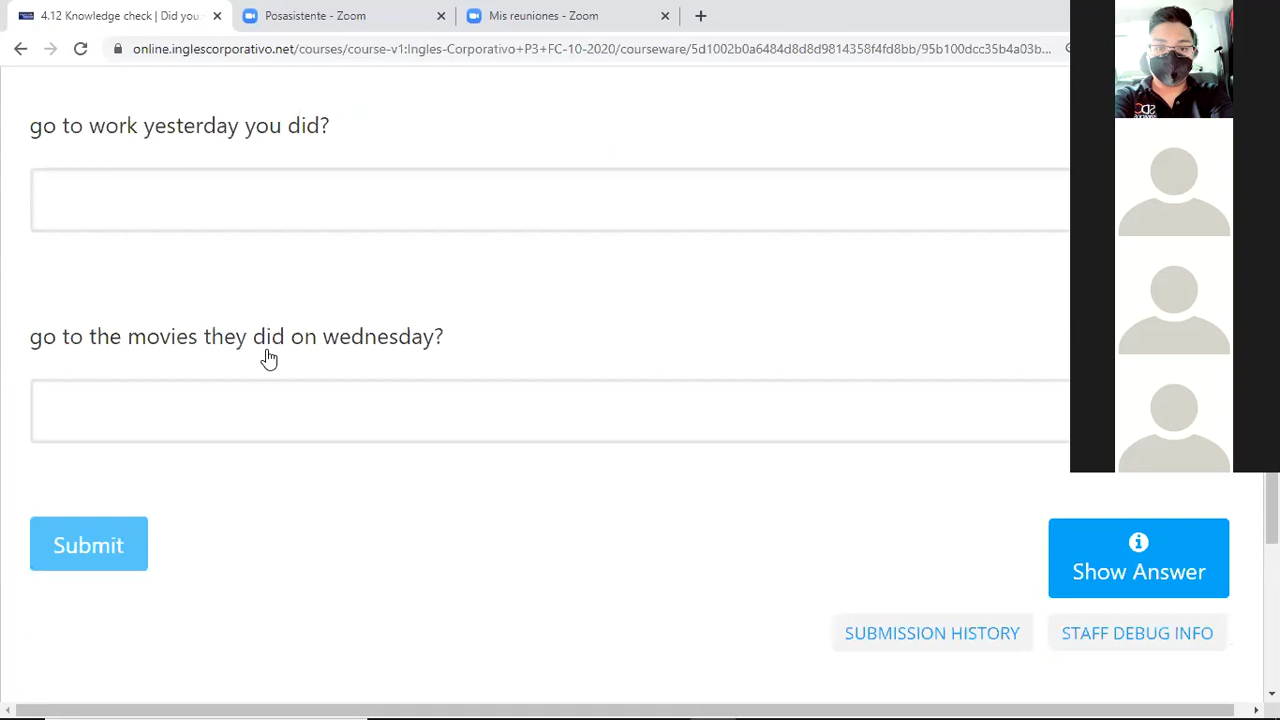 4.12 Knowledge check | Did you
Posasistente - Zoom
Mis reuniones - Zoom
online.inglescorporativo.net/courses/course-v1:Ingles-Corporativo+P3+FC-10-2020/courseware/5d1002b0a6484d8d8d9814358f4fd8bb/95b100dcc35b4a03b...
go to work yesterday you did?
go to the movies they did on wednesday?
Submit
Show Answer
SUBMISSION HISTORY
STAFF DEBUG INFO